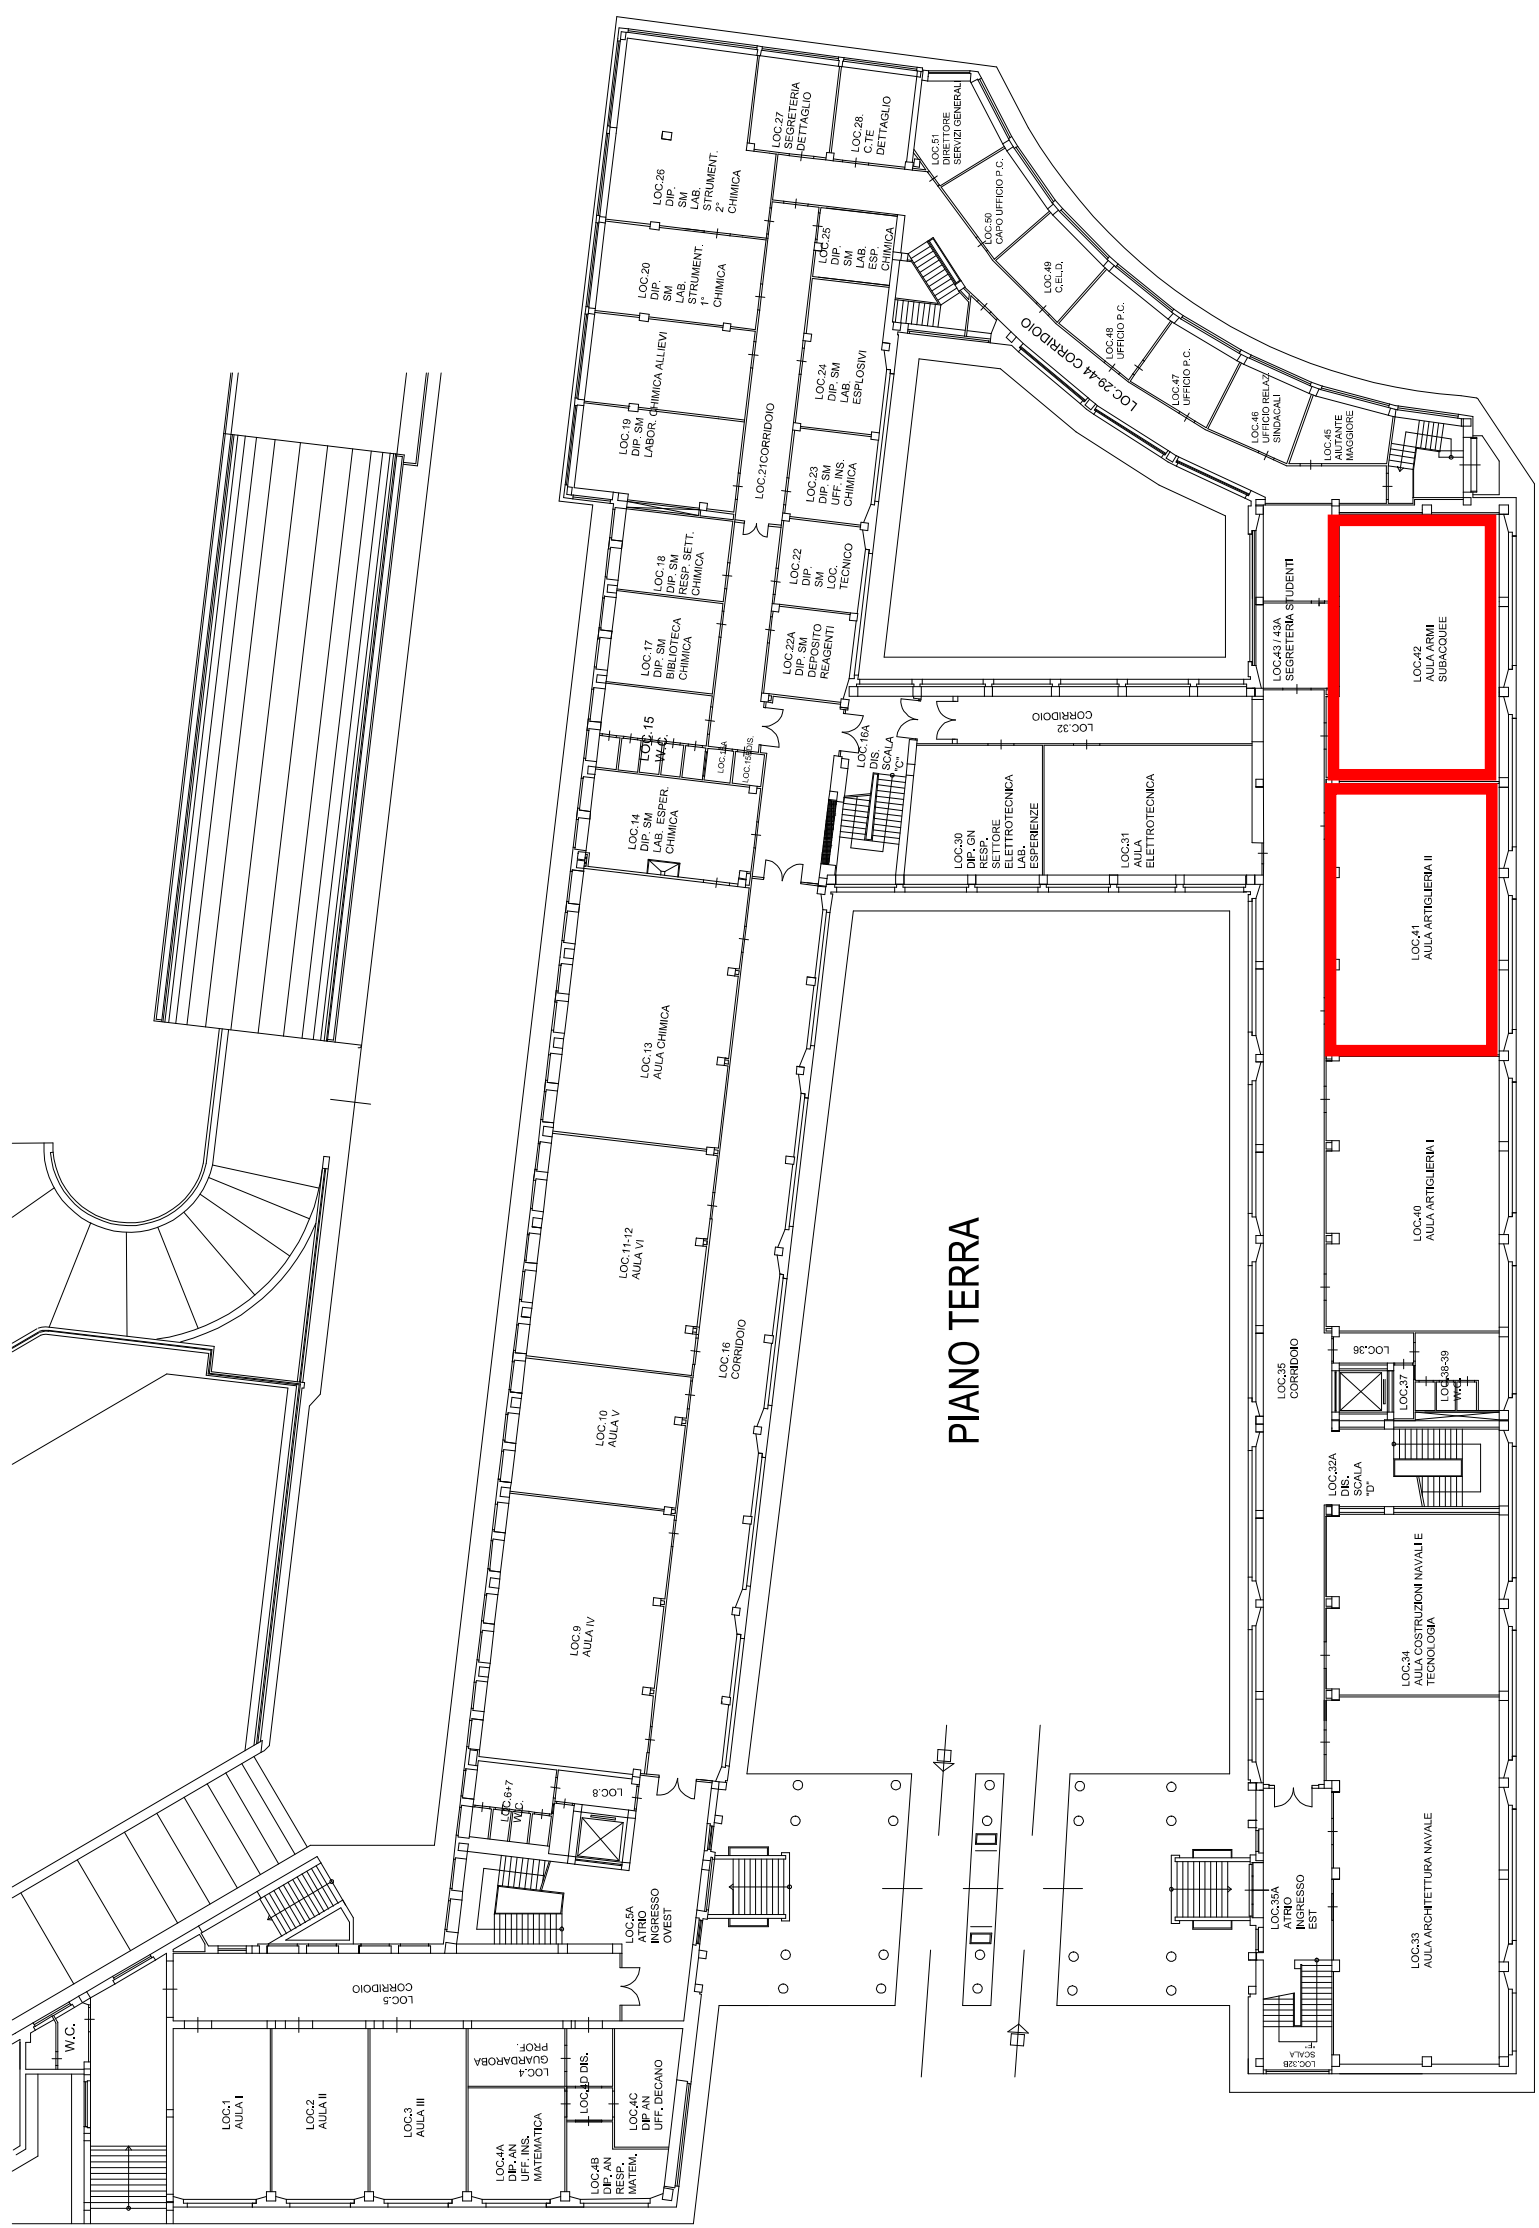 LOC.26
DIP.
SM
LAB.
STRUMENT.
2°
CHIMICA
LOC.27
SEGRETERIA
DETTAGLIO
LOC.28.
C.TE
DETTAGLIO
LOC.51
DIRETTORE
SERVIZI GENERALI
LOC.50
CAPO UFFICIO P.C.
LOC.49
C.EL.D.
LOC.48
UFFICIO P.C.
LOC.47
UFFICIO P.C.
LOC.46
UFFICIO RELAZ.
SINDACALI
LOC.45
AIUTANTE
MAGGIORE
LOC.29-44 CORRIDOIO
LOC.20
DIP.
SM
LAB.
STRUMENT.
1°
CHIMICA
LOC.25
DIP.
SM
LAB.
ESP.
CHIMICA
LOC.19
DIP. SM
LABOR. CHIMICA ALLIEVI
LOC.24
DIP. SM
LAB.
ESPLOSIVI
LOC.21CORRIDOIO
LOC.23
DIP. SM
UFF. INS.
CHIMICA
LOC.18
DIP. SM
RESP. SETT.
CHIMICA
LOC.22
DIP.
SM
LOC.
TECNICO
LOC.17
DIP. SM
BIBLIOTECA
CHIMICA
LOC.22A
DIP. SM
DEPOSITO
REAGENTI
LOC.15
W.C.
LOC.16A
DIS.
SCALA
"C"
LOC.32
CORRIDOIO
LOC.43 / 43A
SEGRETERIA STUDENTI
LOC.42
AULA ARMI
SUBACQUEE
LOC.14
DIP. SM
LAB. ESPER.
CHIMICA
LOC.30
DIP. GN
RESP.
SETTORE
ELETTROTECNICA
LAB.
ESPERIENZE
LOC.31
AULA
ELETTROTECNICA
LOC.41
AULA ARTIGLIERIA II
LOC.13
AULA CHIMICA
LOC.40
AULA ARTIGLIERIA I
LOC.11-12
AULA VI
PIANO TERRA
LOC.16
CORRIDOIO
LOC.35
CORRIDOIO
LOC.36
LOC.37
LOC.38-39
W.C.
LOC.10
AULA V
LOC.32A
DIS.
SCALA
"D"
LOC.9
AULA IV
LOC.34
AULA COSTRUZIONI NAVALI E
TECNOLOGIA
LOC.6+7
W.C.
LOC.8
LOC.5A
ATRIO
INGRESSO
OVEST
LOC.35A
ATRIO
INGRESSO
EST
LOC.33
AULA ARCHITETTURA NAVALE
LOC.5
CORRIDOIO
W.C.
LOC.32B
SCALA
"E"
LOC.1
AULA I
LOC.2
AULA II
LOC.3
AULA III
LOC.4
GUARDAROBA
PROF.
LOC.4D DIS.
LOC.4A
DIP. AN
UFF. INS.
MATEMATICA
LOC.4B
DIP. AN
RESP.
MATEM.
LOC.4C
DIP AN
UFF. DECANO